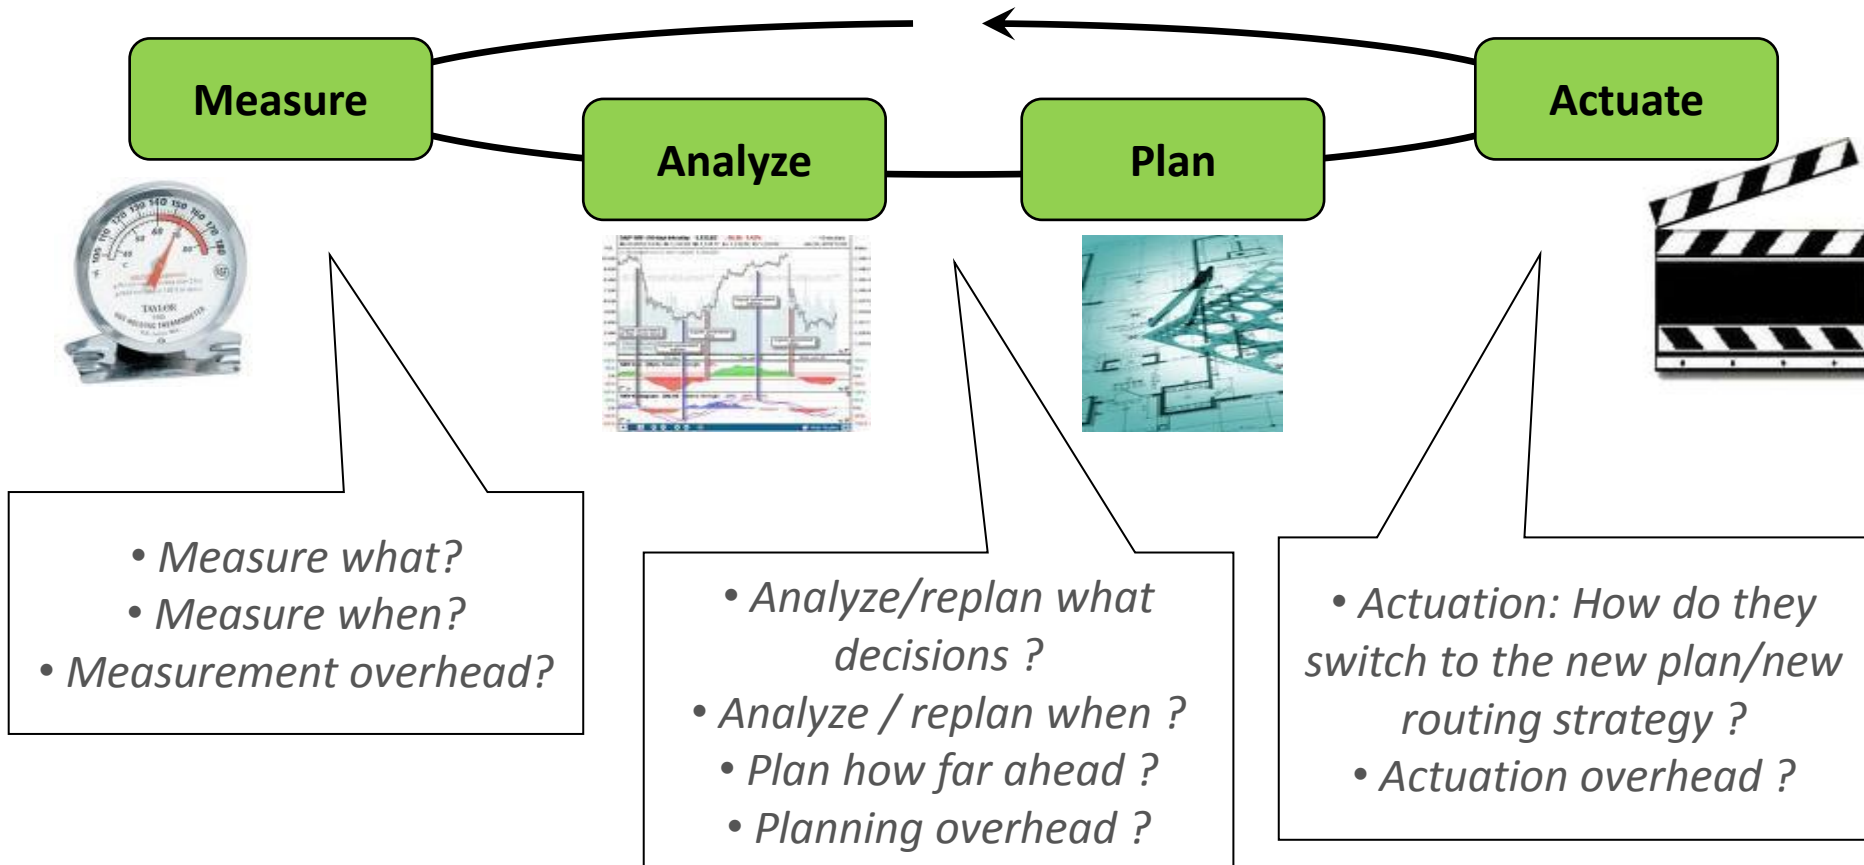 Measure
Analyze
Plan
Actuate
TAYLOR
• Measure what?
• Measure when?
• Measurement overhead?
• Analyze/replan what
decisions ?
• Analyze / replan when ?
• Plan how far ahead ?
• Planning overhead ?
• Actuation: How do they
switch to the new plan/new
routing strategy ?
• Actuation overhead ?